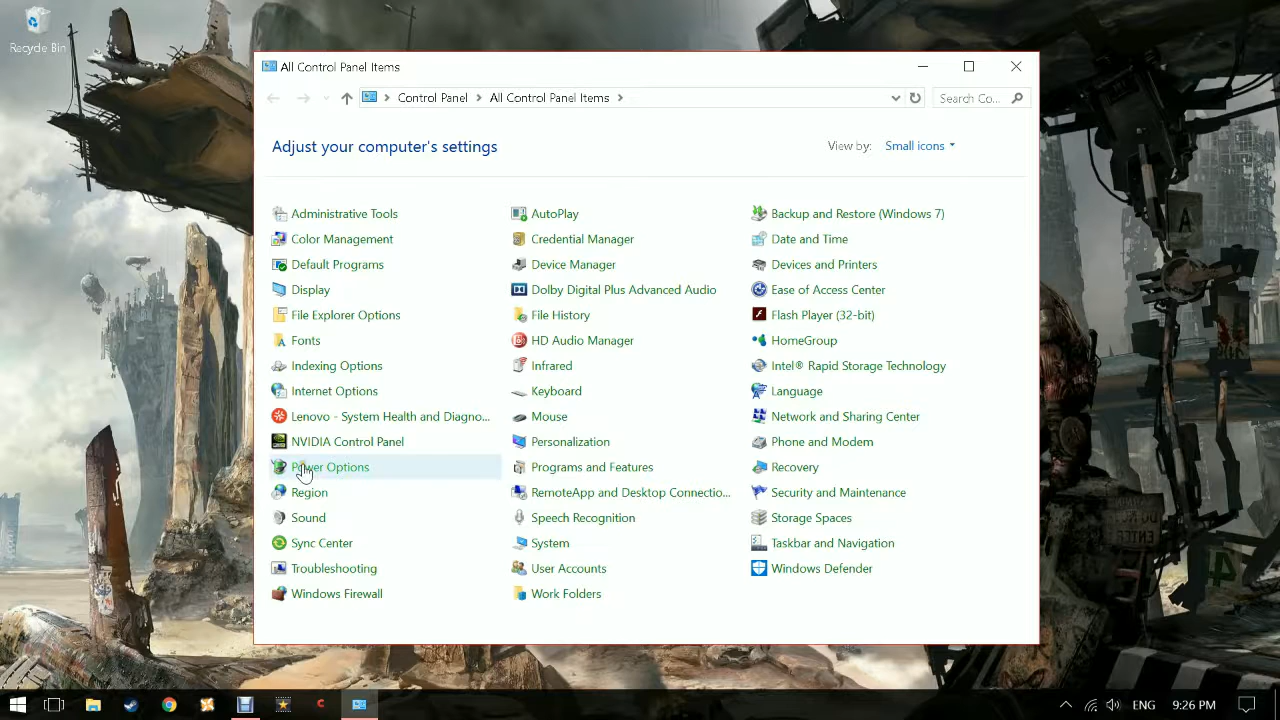 Recycle Bin
All Control Panel Items
Control Panel > All Control Panel Items >
Search Co...
Adjust your computer's settings
View by: Small icons
Administrative Tools
AutoPlay
Backup and Restore (Windows 7)
Color Management
Credential Manager
Date and Time
Default Programs
Device Manager
Devices and Printers
Display
Dolby Digital Plus Advanced Audio
Ease of Access Center
File Explorer Options
File History
Flash Player (32-bit)
Fonts
HD Audio Manager
HomeGroup
Indexing Options
Infrared
Intel® Rapid Storage Technology
Internet Options
Keyboard
Language
Lenovo - System Health and Diagno...
Mouse
Network and Sharing Center
NVIDIA Control Panel
Personalization
Phone and Modem
Power Options
Programs and Features
Recovery
Region
RemoteApp and Desktop Connectio...
Security and Maintenance
Sound
Speech Recognition
Storage Spaces
Sync Center
System
Taskbar and Navigation
Troubleshooting
User Accounts
Windows Defender
Windows Firewall
Work Folders
A
4
ENG
9:26 PM